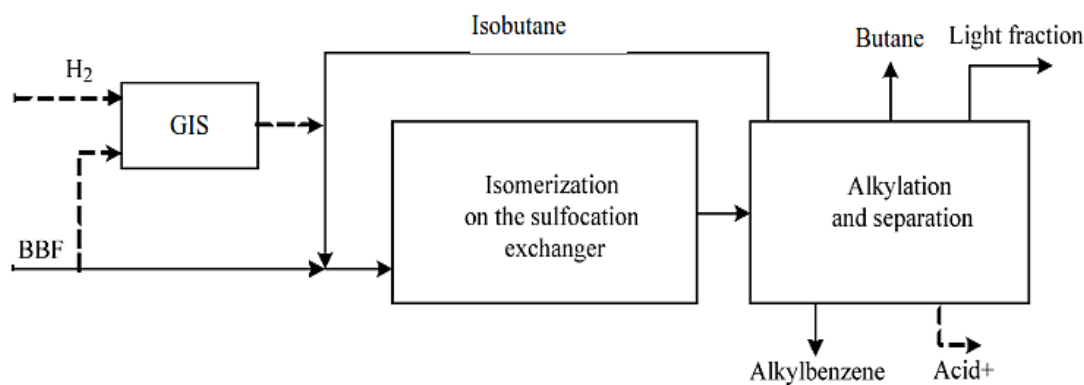 Isobutane
Butane
Light fraction
H2
GIS
Isomerization
on the sulfocation
exchanger
Alkylation
and separation
BBF
Alkylbenzene
Acid+